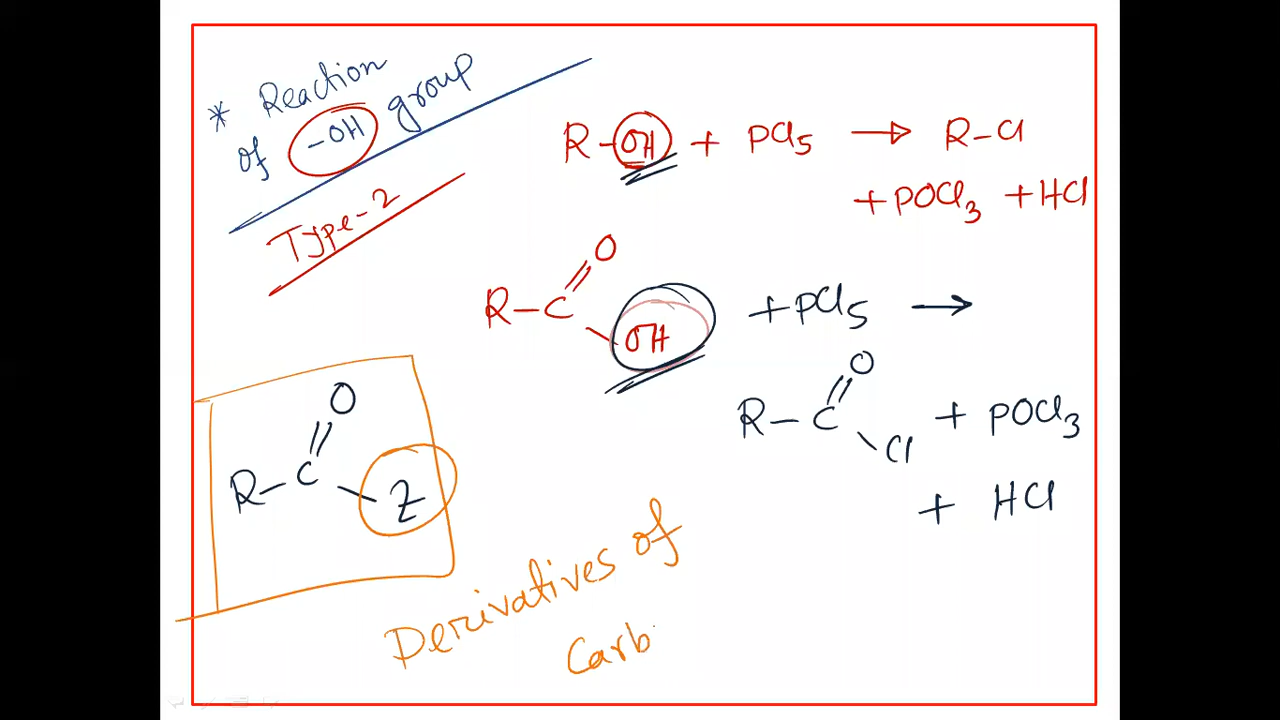 * Reaction
of -OH group
Type-2
R-OH + PCl5 → R-Cl
+ POCl3 + HCl
O
R-C
OH
+ PCl5 →
O
R-C
Cl
+ POCl3
+ HCl
O
R-C
Z
Derivatives of
Carb